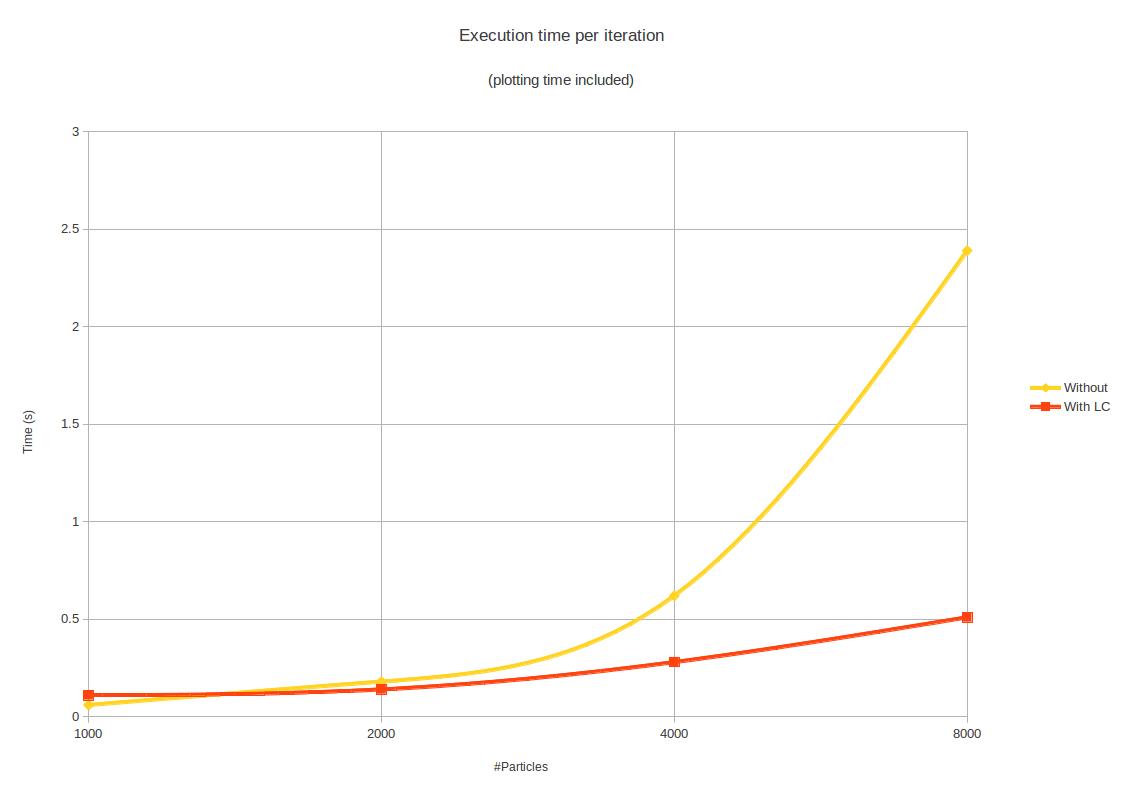 Execution time per iteration
(plotting time included)
3
2.5
2
1.5
1
0.5
0
Time (s)
1000 2000 4000 8000
#Particles
Without
With LC